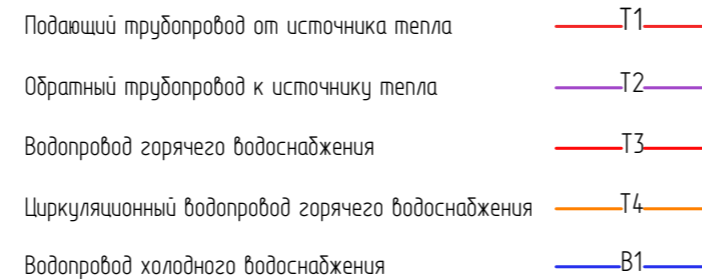 Подающий трубопровод от источника тепла T1
Обратный трубопровод к источнику тепла T2
Водопровод горячего водоснабжения T3
Циркуляционный водопровод горячего водоснабжения T4
Водопровод холодного водоснабжения B1